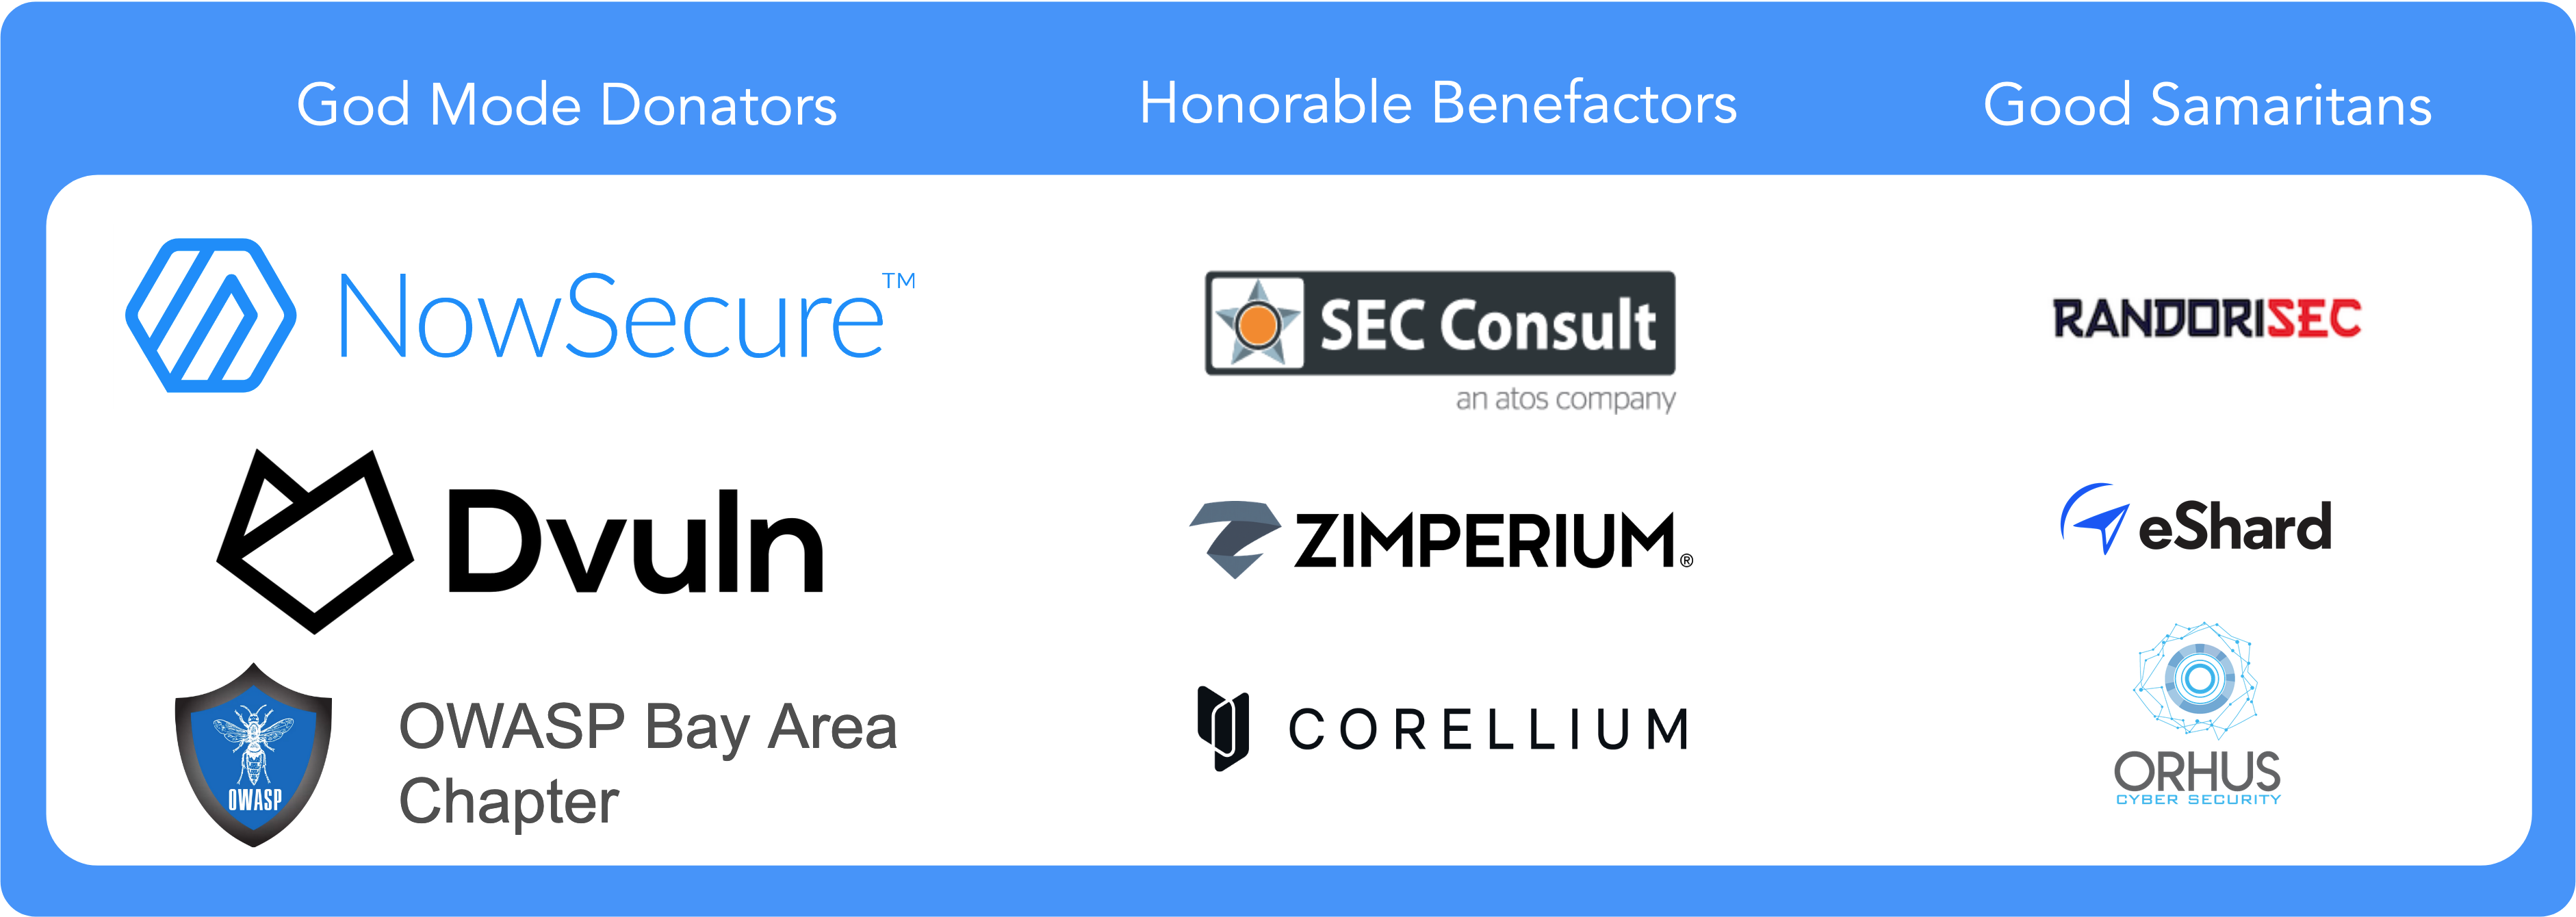 God Mode Donators
Honorable Benefactors
Good Samaritans
NowSecure™
SEC Consult
an atos company
RANDORISEC
Dvuln
ZIMPERIUM®
eShard
OWASP
OWASP Bay Area
Chapter
CORELLIUM
ORHUS
CYBER SECURITY